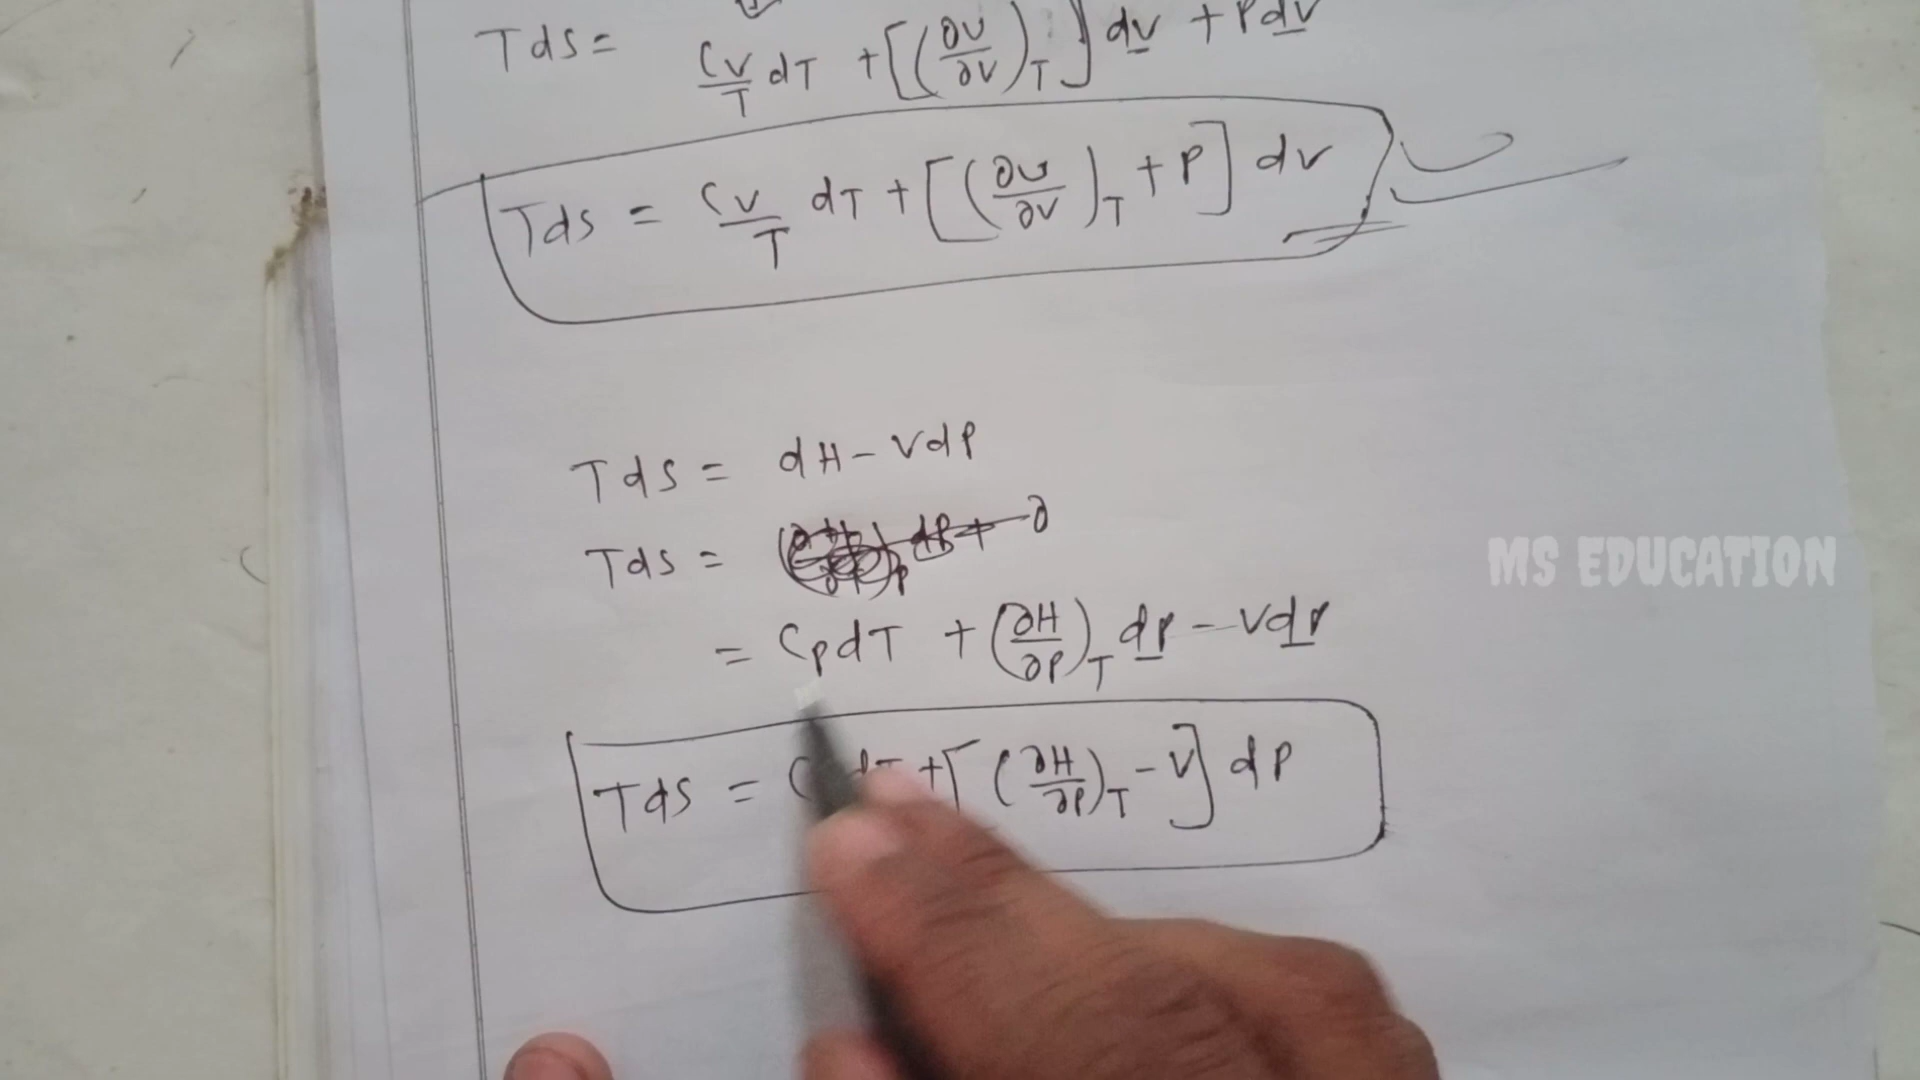 Tds = Cv/T dT + [(∂U/∂V)T] dv + Pdv
Tds = Cv/T dT + [(∂U/∂V)T + P] dv
Tds = dH - Vdp
Tds =
= CpdT + (∂H/∂P)T dp - Vdp
Tds = C dT + [(∂H/∂P)T - V] dP
MS EDUCATION